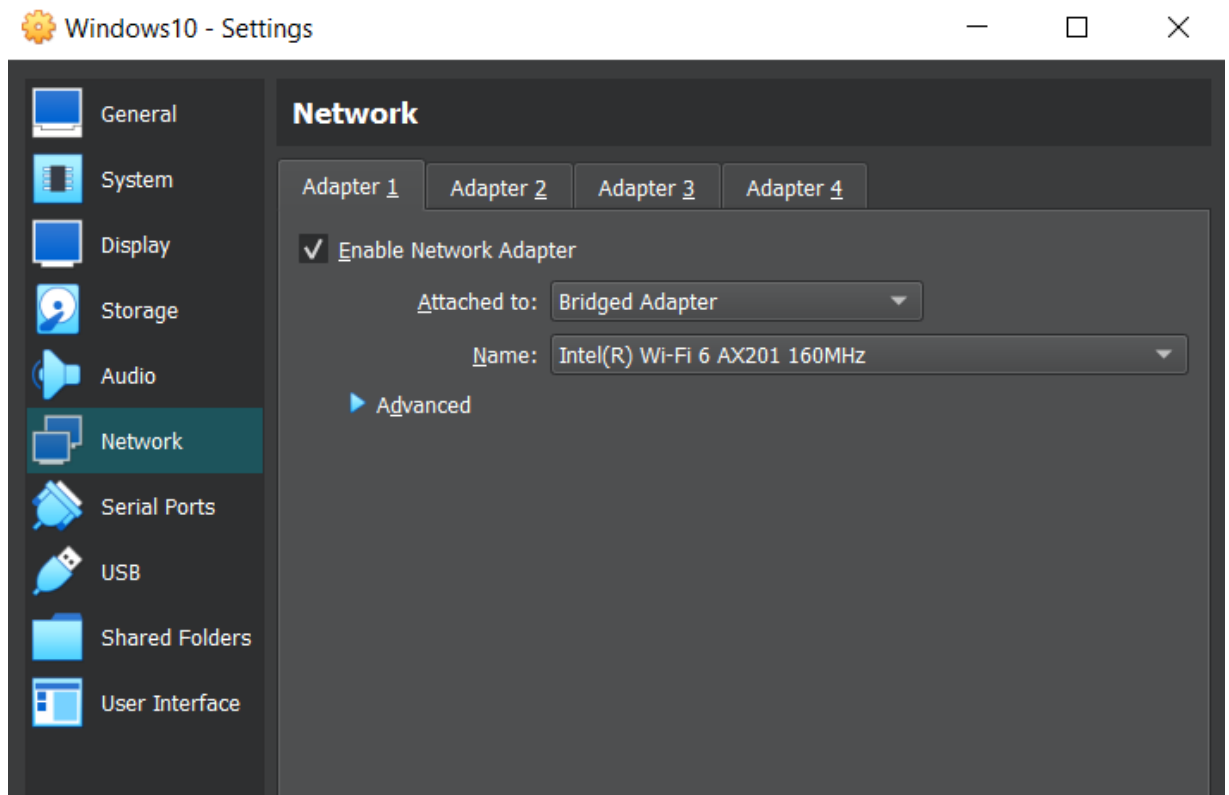 Windows10 - Settings
General
System
Display
Storage
Audio
Network
Serial Ports
USB
Shared Folders
User Interface
Network
Adapter 1 Adapter 2 Adapter 3 Adapter 4
Enable Network Adapter
Attached to: Bridged Adapter
Name: Intel(R) Wi-Fi 6 AX201 160MHz
Advanced